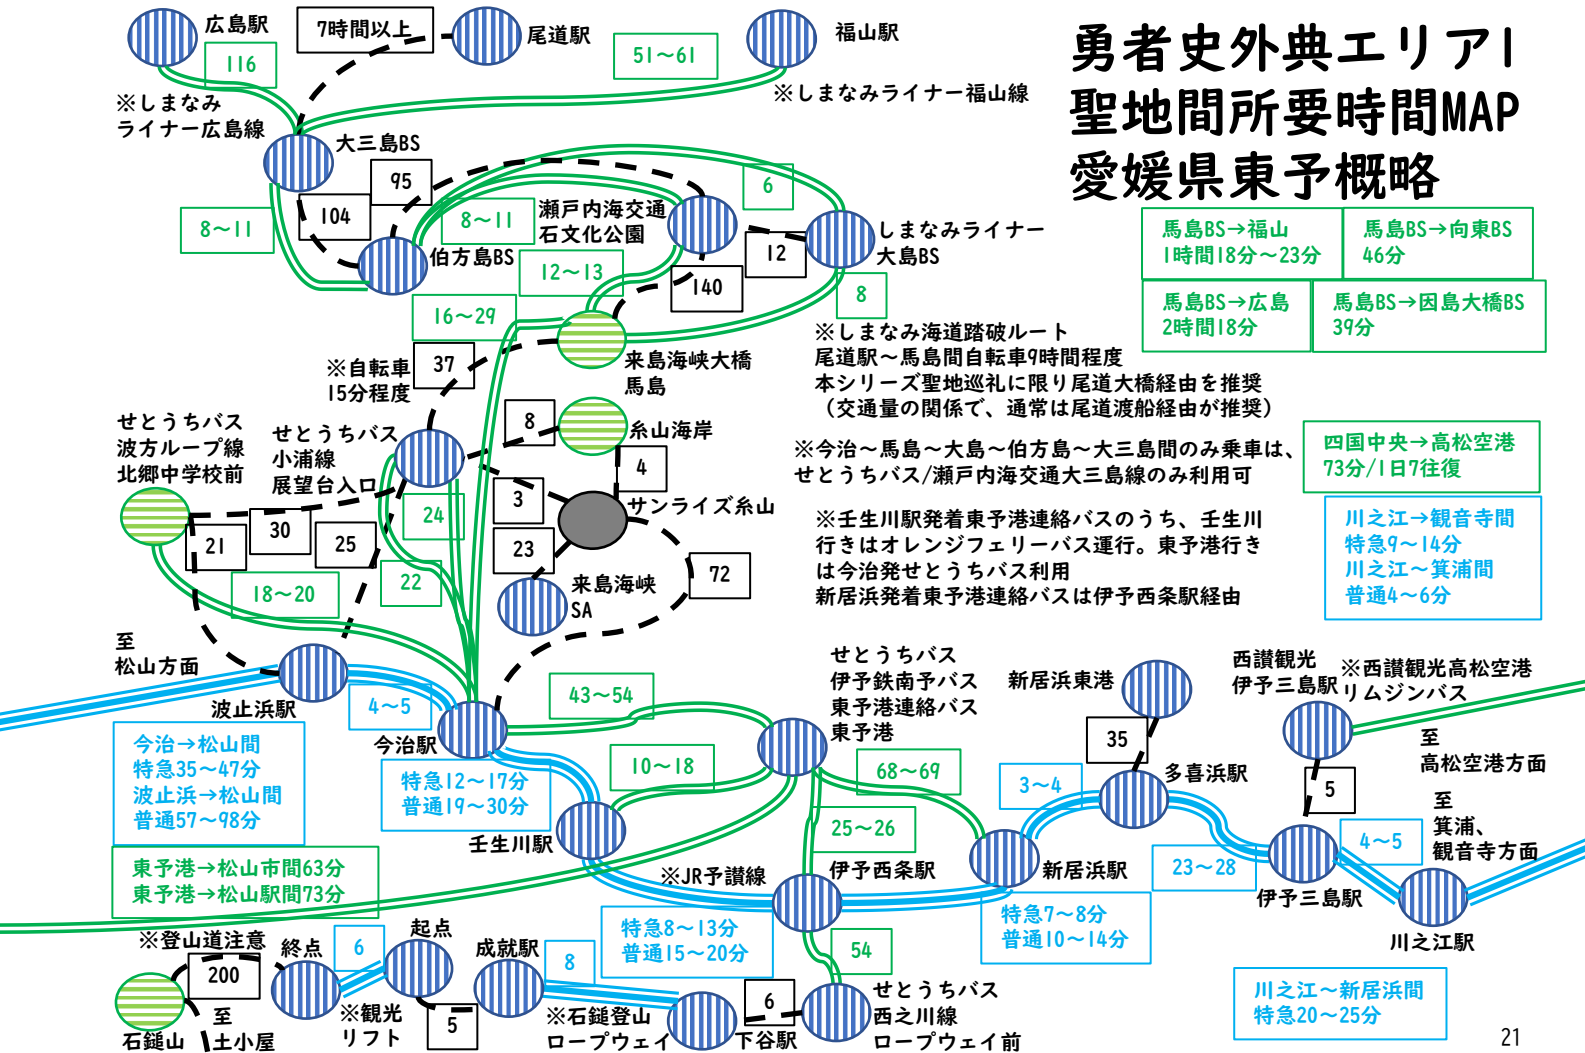 勇者史外典エリア1
聖地間所要時間MAP
愛媛県東予概略
広島駅
7時間以上
尾道駅
福山駅
116
51～61
※しまなみ
ライナー広島線
※しまなみライナー福山線
大三島BS
95
104
8～11
8～11
瀬戸内海交通
石文化公園
6
しまなみライナー
大島BS
12
伯方島BS
12～13
140
8
16～29
馬島BS→福山
1時間18分～23分
馬島BS→向東BS
46分
馬島BS→広島
2時間18分
馬島BS→因島大橋BS
39分
※自転車
15分程度
37
来島海峡大橋
馬島
※しまなみ海道踏破ルート
尾道駅～馬島間自転車9時間程度
本シリーズ聖地巡礼に限り尾道大橋経由を推奨
（交通量の関係で、通常は尾道渡船経由が推奨）
せとうちバス
波方ループ線
北郷中学校前
せとうちバス
小浦線
展望台入口
8
糸山海岸
4
※今治～馬島～大島～伯方島～大三島間のみ乗車は、
せとうちバス/瀬戸内海交通大三島線のみ利用可
四国中央→高松空港
73分/1日7往復
3
サンライズ糸山
24
21
30
25
23
※壬生川駅発着東予港連絡バスのうち、壬生川
行きはオレンジフェリーバス運行。東予港行き
は今治発せとうちバス利用
新居浜発着東予港連絡バスは伊予西条駅経由
川之江→観音寺間
特急9～14分
川之江～箕浦間
普通4～6分
18～20
22
来島海峡
SA
72
至
松山方面
波止浜駅
4～5
43～54
せとうちバス
伊予鉄南予バス
東予港連絡バス
東予港
新居浜東港
西讃観光
伊予三島駅
※西讃観光高松空港
リムジンバス
今治→松山間
特急35～47分
波止浜→松山間
普通57～98分
今治駅
特急12～17分
普通19～30分
10～18
68～69
35
多喜浜駅
至
高松空港方面
3～4
5
至
箕浦、
観音寺方面
壬生川駅
25～26
4～5
東予港→松山市間63分
東予港→松山駅間73分
※JR予讃線
伊予西条駅
新居浜駅
23～28
伊予三島駅
川之江駅
特急8～13分
普通15～20分
特急7～8分
普通10～14分
※登山道注意
200
終点
6
起点
成就駅
8
54
石鎚山
至
土小屋
※観光
リフト
5
※石鎚登山
ロープウェイ
6
下谷駅
せとうちバス
西之川線
ロープウェイ前
川之江～新居浜間
特急20～25分
21